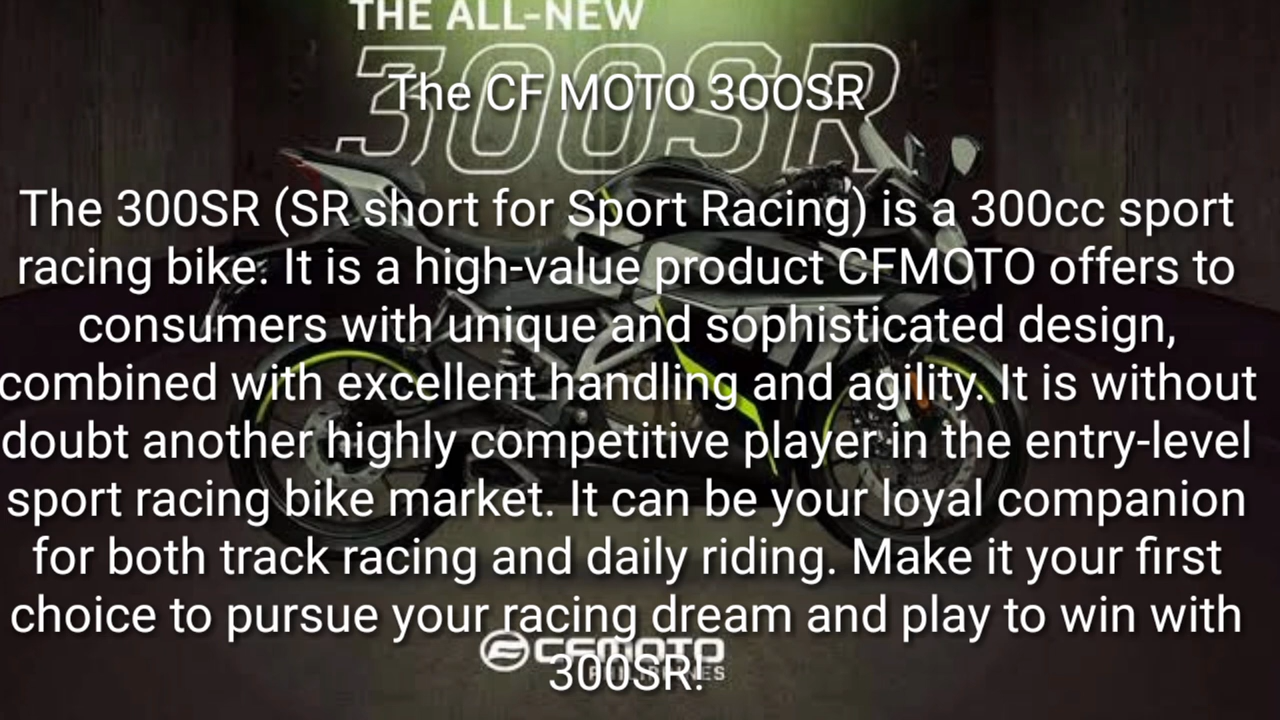 THE ALL-NEW
300SR
The CF MOTO 300SR
The 300SR (SR short for Sport Racing) is a 300cc sport
racing bike. It is a high-value product CFMOTO offers to
consumers with unique and sophisticated design,
combined with excellent handling and agility. It is without
doubt another highly competitive player in the entry-level
sport racing bike market. It can be your loyal companion
for both track racing and daily riding. Make it your first
choice to pursue your racing dream and play to win with
300SR!
CFMOTO
PHILIPPINES